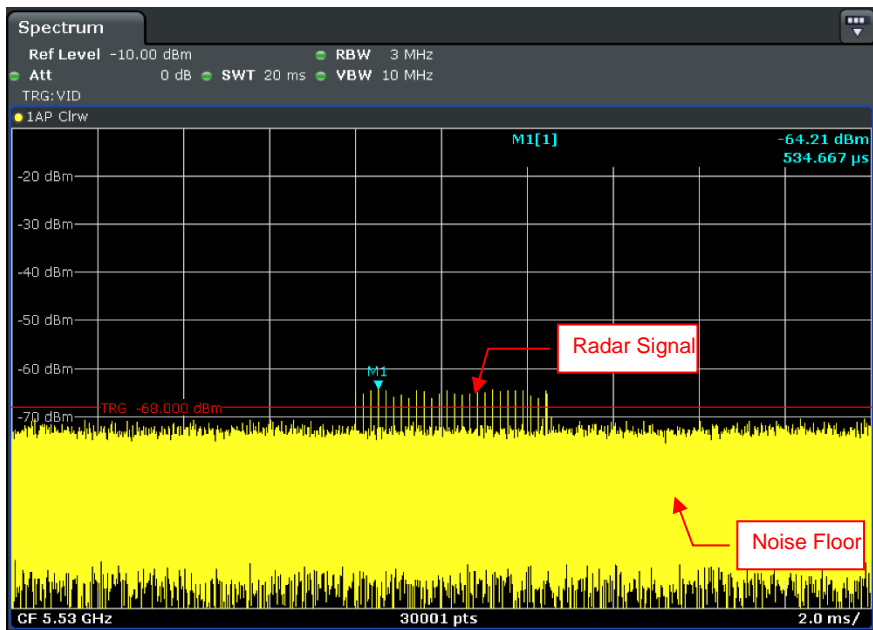 Spectrum
Ref Level -10.00 dBm RBW 3 MHz
Att 0 dB SWT 20 ms VBW 10 MHz
TRG:VID
1AP Clrw
M1[1] -64.21 dBm
534.667 µs
-20 dBm
-30 dBm
-40 dBm
-50 dBm
Radar Signal
-60 dBm
M1
TRG -68.000 dBm
-70 dBm
Noise Floor
CF 5.53 GHz 30001 pts 2.0 ms/